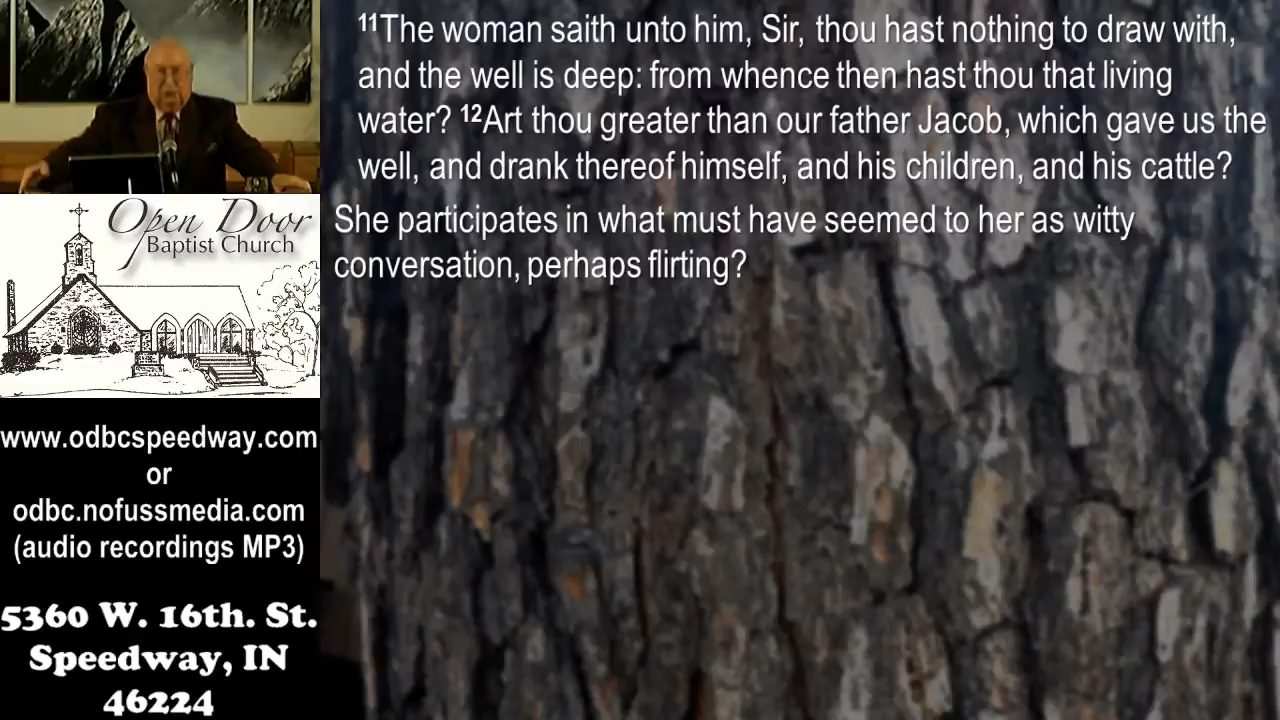 ¹¹The woman saith unto him, Sir, thou hast nothing to draw with,
and the well is deep: from whence then hast thou that living
water? ¹²Art thou greater than our father Jacob, which gave us the
well, and drank thereof himself, and his children, and his cattle?
She participates in what must have seemed to her as witty
conversation, perhaps flirting?
Open Door
Baptist Church
www.odbcspeedway.com
or
odbc.nofussmedia.com
(audio recordings MP3)
5360 W. 16th. St.
Speedway, IN
46224